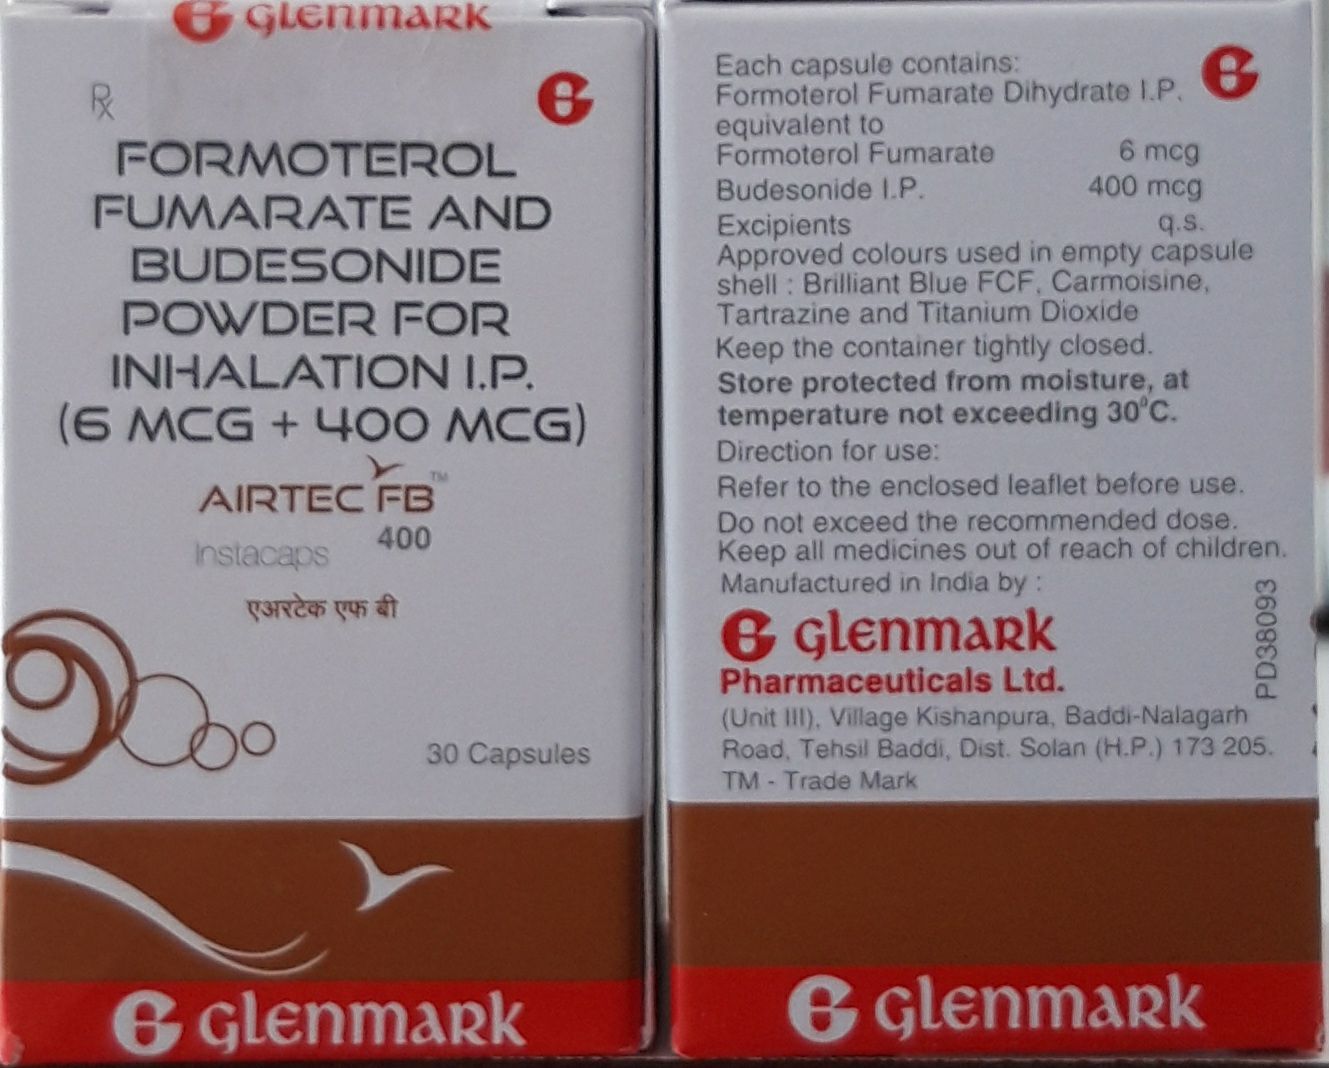 GLENMARK
Rx
FORMOTEROL
FUMARATE AND
BUDESONIDE
POWDER FOR
INHALATION I.P.
(6 MCG + 400 MCG)
AIRTEC FB™
Instacaps 400
एअरटेक एफ बी
30 Capsules
GLENMARK
Each capsule contains:
Formoterol Fumarate Dihydrate I.P.
equivalent to
Formoterol Fumarate 6 mcg
Budesonide I.P. 400 mcg
Excipients q.s.
Approved colours used in empty capsule
shell : Brilliant Blue FCF, Carmoisine,
Tartrazine and Titanium Dioxide
Keep the container tightly closed.
Store protected from moisture, at
temperature not exceeding 30°C.
Direction for use:
Refer to the enclosed leaflet before use.
Do not exceed the recommended dose.
Keep all medicines out of reach of children.
Manufactured in India by :
GLENMARK
Pharmaceuticals Ltd.
(Unit III), Village Kishanpura, Baddi-Nalagarh
Road, Tehsil Baddi, Dist. Solan (H.P.) 173 205.
TM - Trade Mark
PD38093
GLENMARK